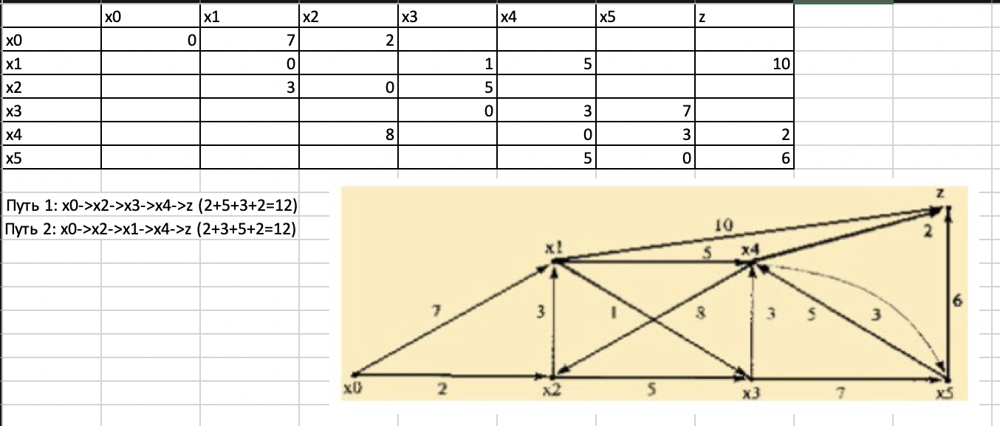 x0 x1 x2 x3 x4 x5 z
x0 0 7 2
x1 0 1 5 10
x2 3 0 5
x3 0 3 7
x4 8 0 3 2
x5 5 0 6
Путь 1: x0->x2->x3->x4->z (2+5+3+2=12)
Путь 2: x0->x2->x1->x4->z (2+3+5+2=12)
z
10
2
x1 5 x4
7 3 1 8 3 5 3 6
x0 2 x2 5 x3 7 x5